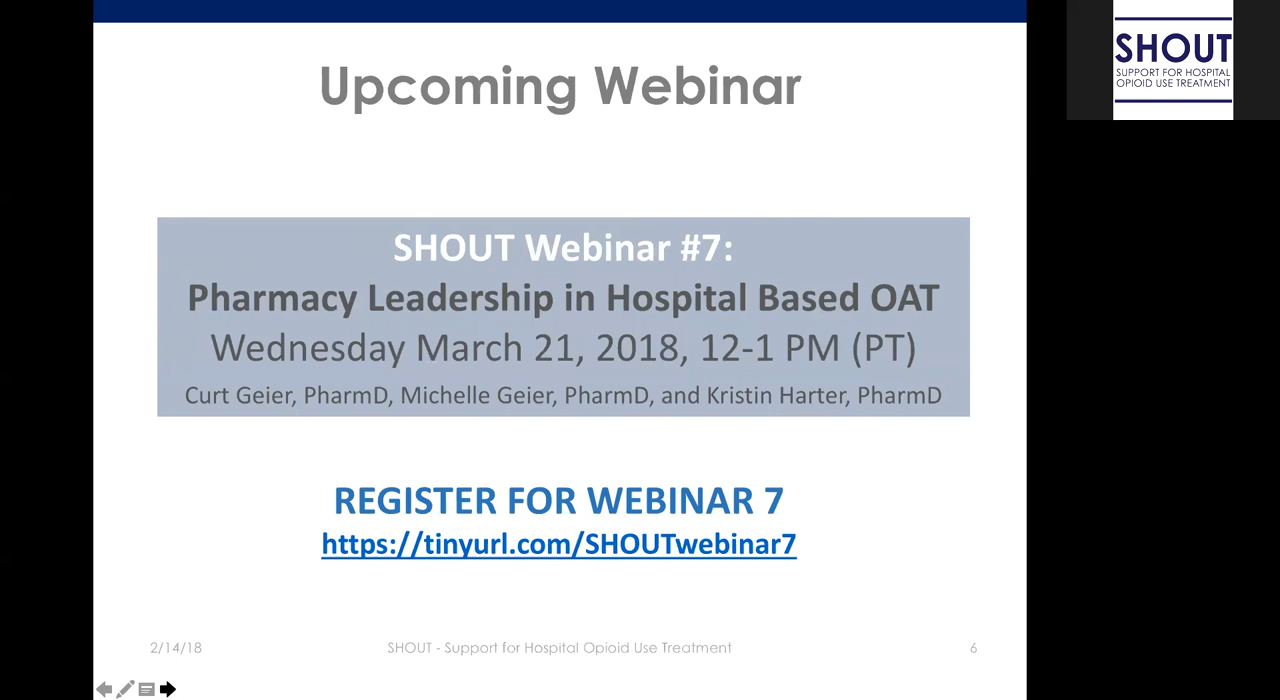 Upcoming Webinar
SHOUT
SUPPORT FOR HOSPITAL
OPIOID USE TREATMENT
SHOUT Webinar #7:
Pharmacy Leadership in Hospital Based OAT
Wednesday March 21, 2018, 12-1 PM (PT)
Curt Geier, PharmD, Michelle Geier, PharmD, and Kristin Harter, PharmD
REGISTER FOR WEBINAR 7
https://tinyurl.com/SHOUTwebinar7
2/14/18
SHOUT - Support for Hospital Opioid Use Treatment
6